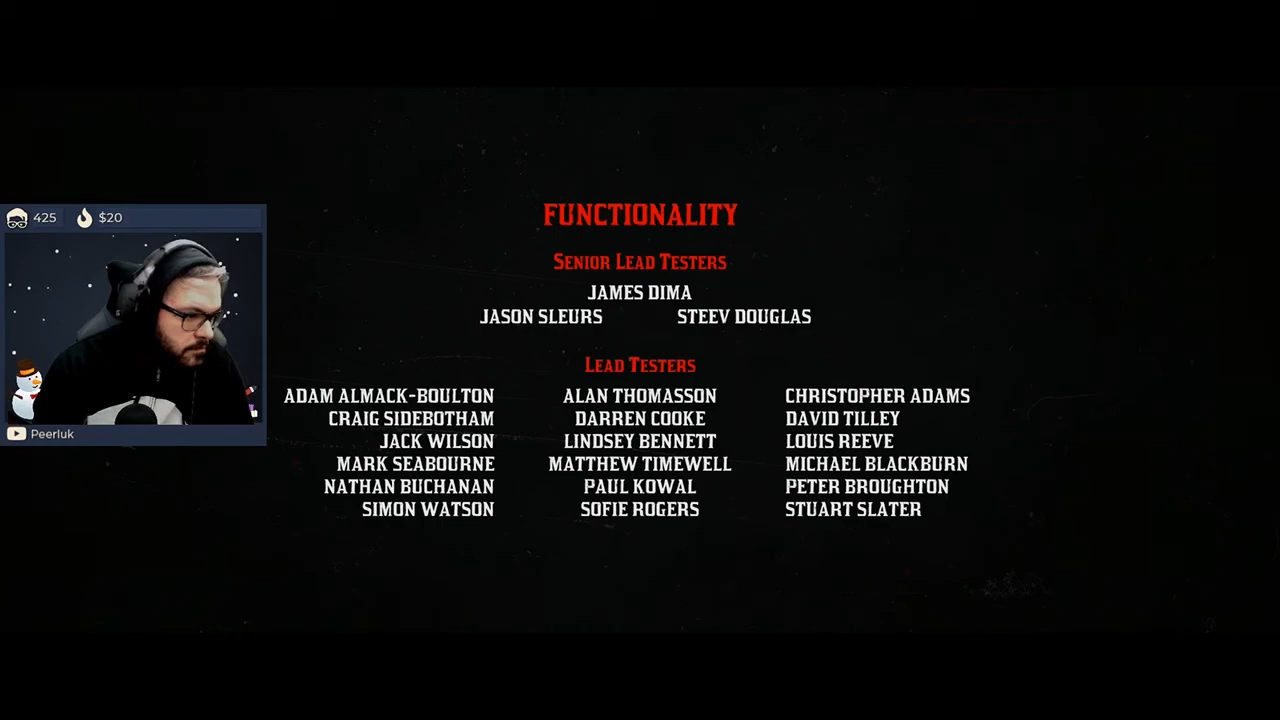 425 $20
Peerluk
FUNCTIONALITY
SENIOR LEAD TESTERS
JAMES DIMA
JASON SLEURS STEEV DOUGLAS
LEAD TESTERS
ADAM ALMACK-BOULTON ALAN THOMASSON CHRISTOPHER ADAMS
CRAIG SIDEBOTHAM DARREN COOKE DAVID TILLEY
JACK WILSON LINDSEY BENNETT LOUIS REEVE
MARK SEABOURNE MATTHEW TIMEWELL MICHAEL BLACKBURN
NATHAN BUCHANAN PAUL KOWAL PETER BROUGHTON
SIMON WATSON SOFIE ROGERS STUART SLATER